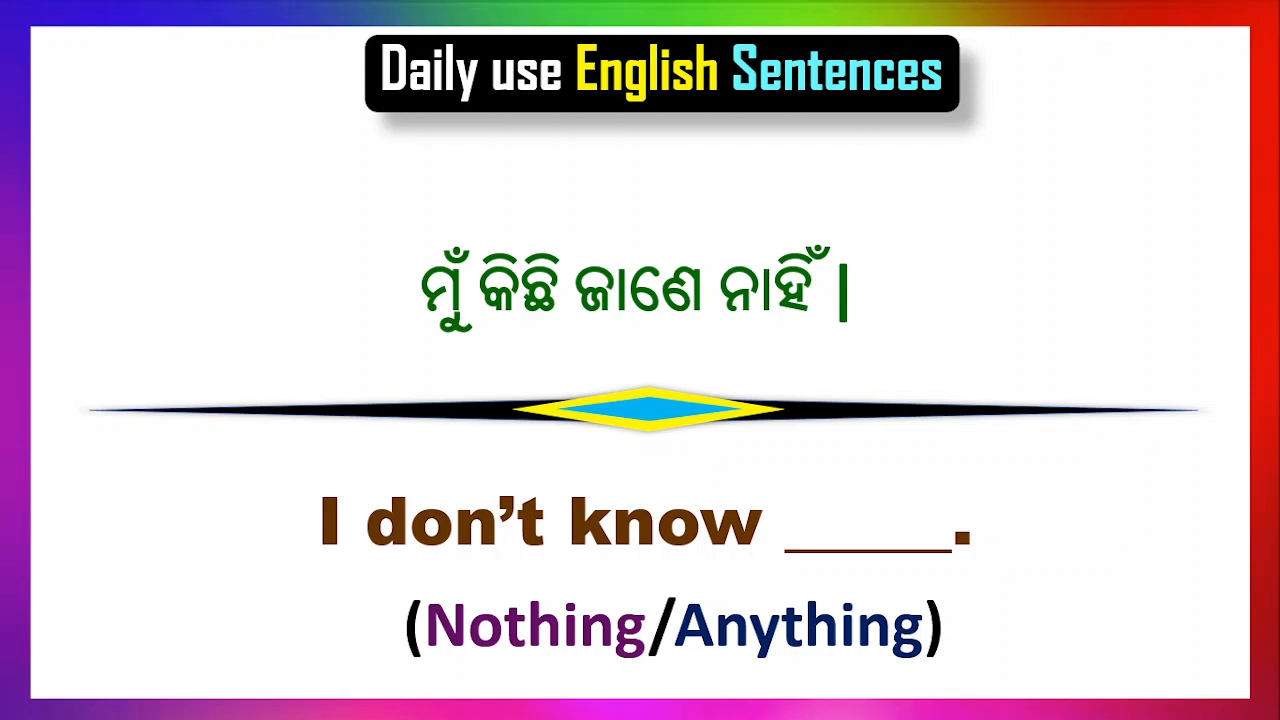 Daily use English Sentences
ମୁଁ କିଛି ଜାଣେ ନାହିଁ |
I don’t know _____.
(Nothing/Anything)